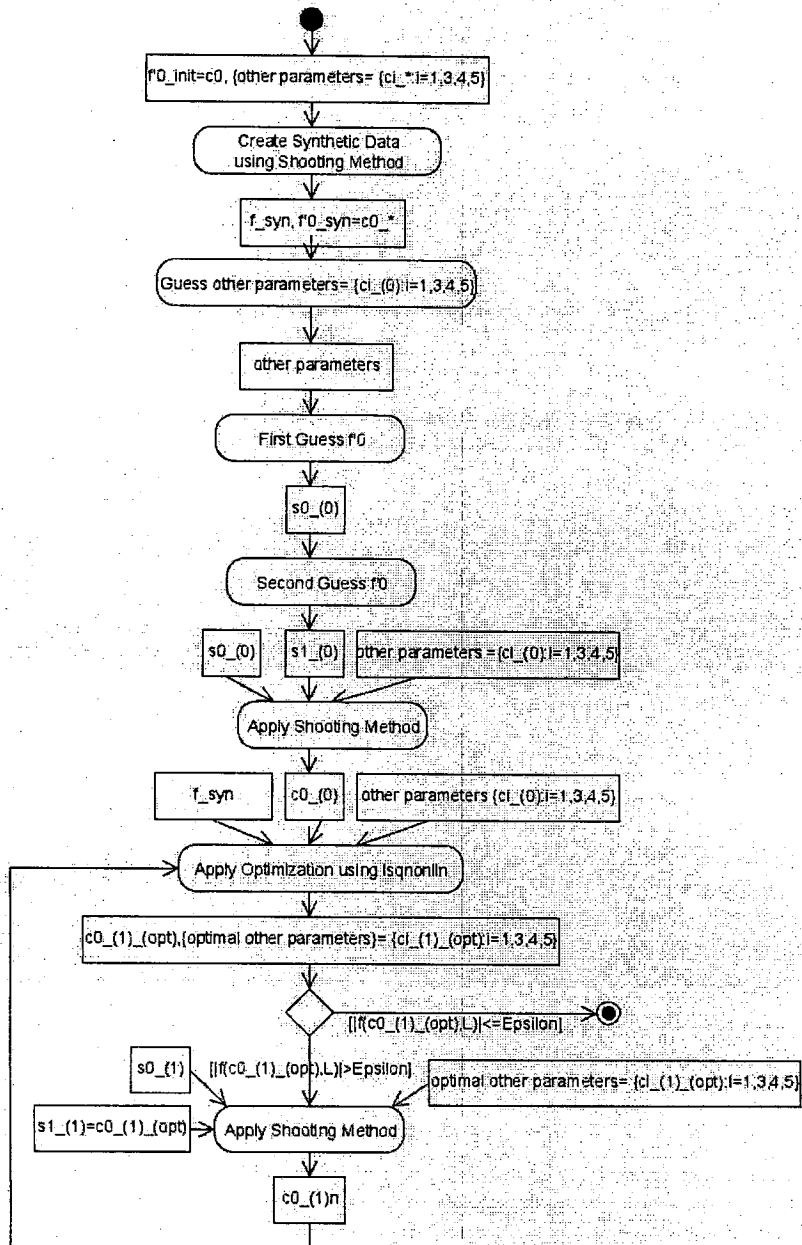 f'0_init=c0, {other parameters= {ci_*:i=1,3,4,5}
Create Synthetic Data
using Shooting Method
f_syn, f'0_syn=c0_*
Guess other parameters= {ci_(0):i=1,3,4,5}
other parameters
First Guess f'0
s0_(0)
Second Guess f'0
s0_(0)
s1_(0)
other parameters ={ci_(0):i=1,3,4,5}
Apply Shooting Method
f_syn
c0_(0)
other parameters {ci_(0):i=1,3,4,5}
Apply Optimization using lsqnonlin
c0_(1)_(opt),{optimal other parameters}= {ci_(1)_(opt):i=1,3,4,5}
[|f(c0_(1)_(opt),L)|<=Epsilon]
s0_(1)
[|f(c0_(1)_(opt),L)|>Epsilon]
optimal other parameters= {ci_(1)_(opt):i=1,3,4,5}
s1_(1)=c0_(1)_(opt)
Apply Shooting Method
c0_(1)n